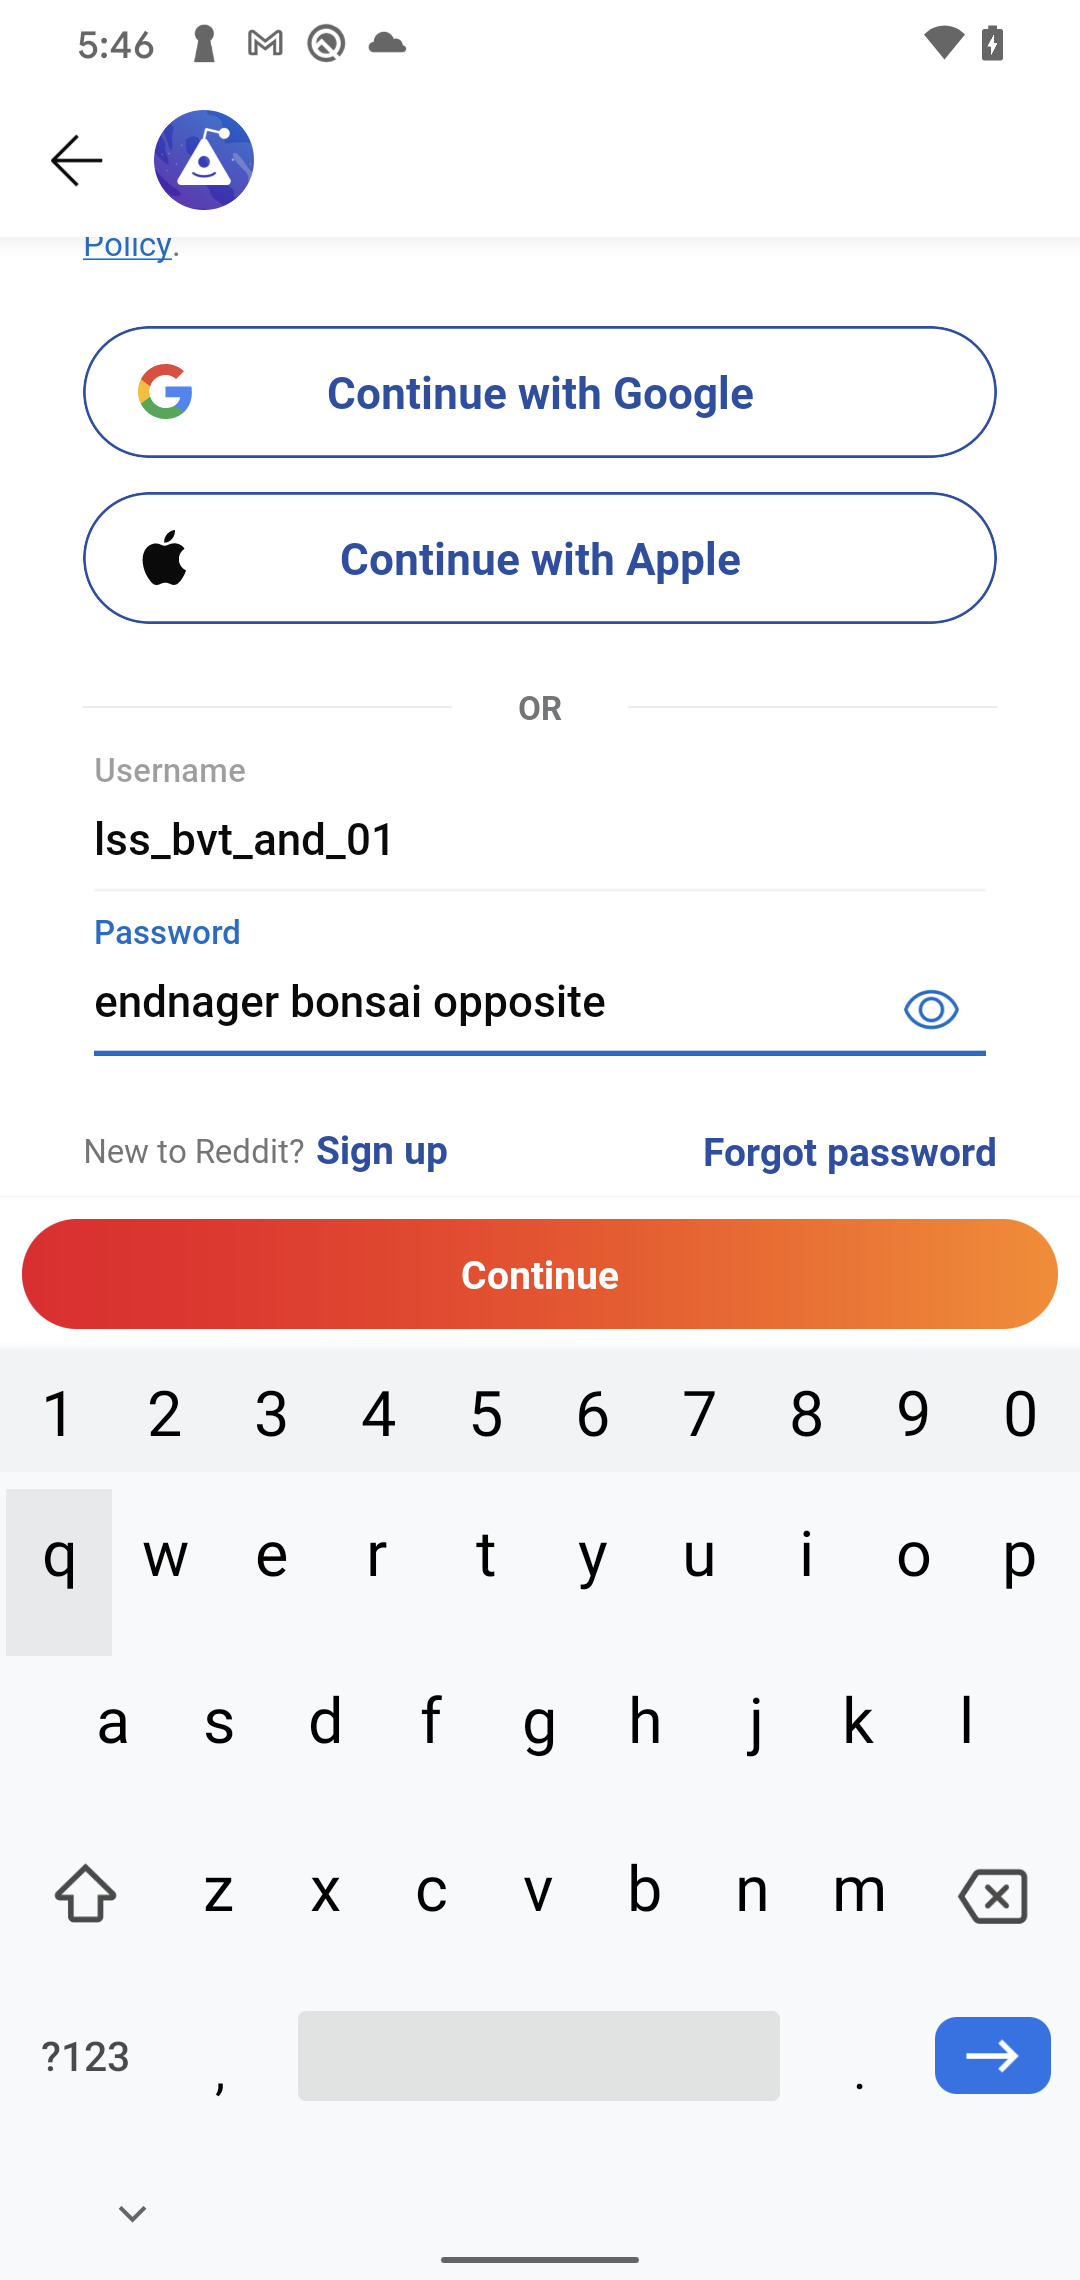 5:46
Policy.
Continue with Google
Continue with Apple
OR
Username
lss_bvt_and_01
Password
endnager bonsai opposite
New to Reddit? Sign up
Forgot password
Continue
1 2 3 4 5 6 7 8 9 0
q w e r t y u i o p
a s d f g h j k l
z x c v b n m
?123 , .